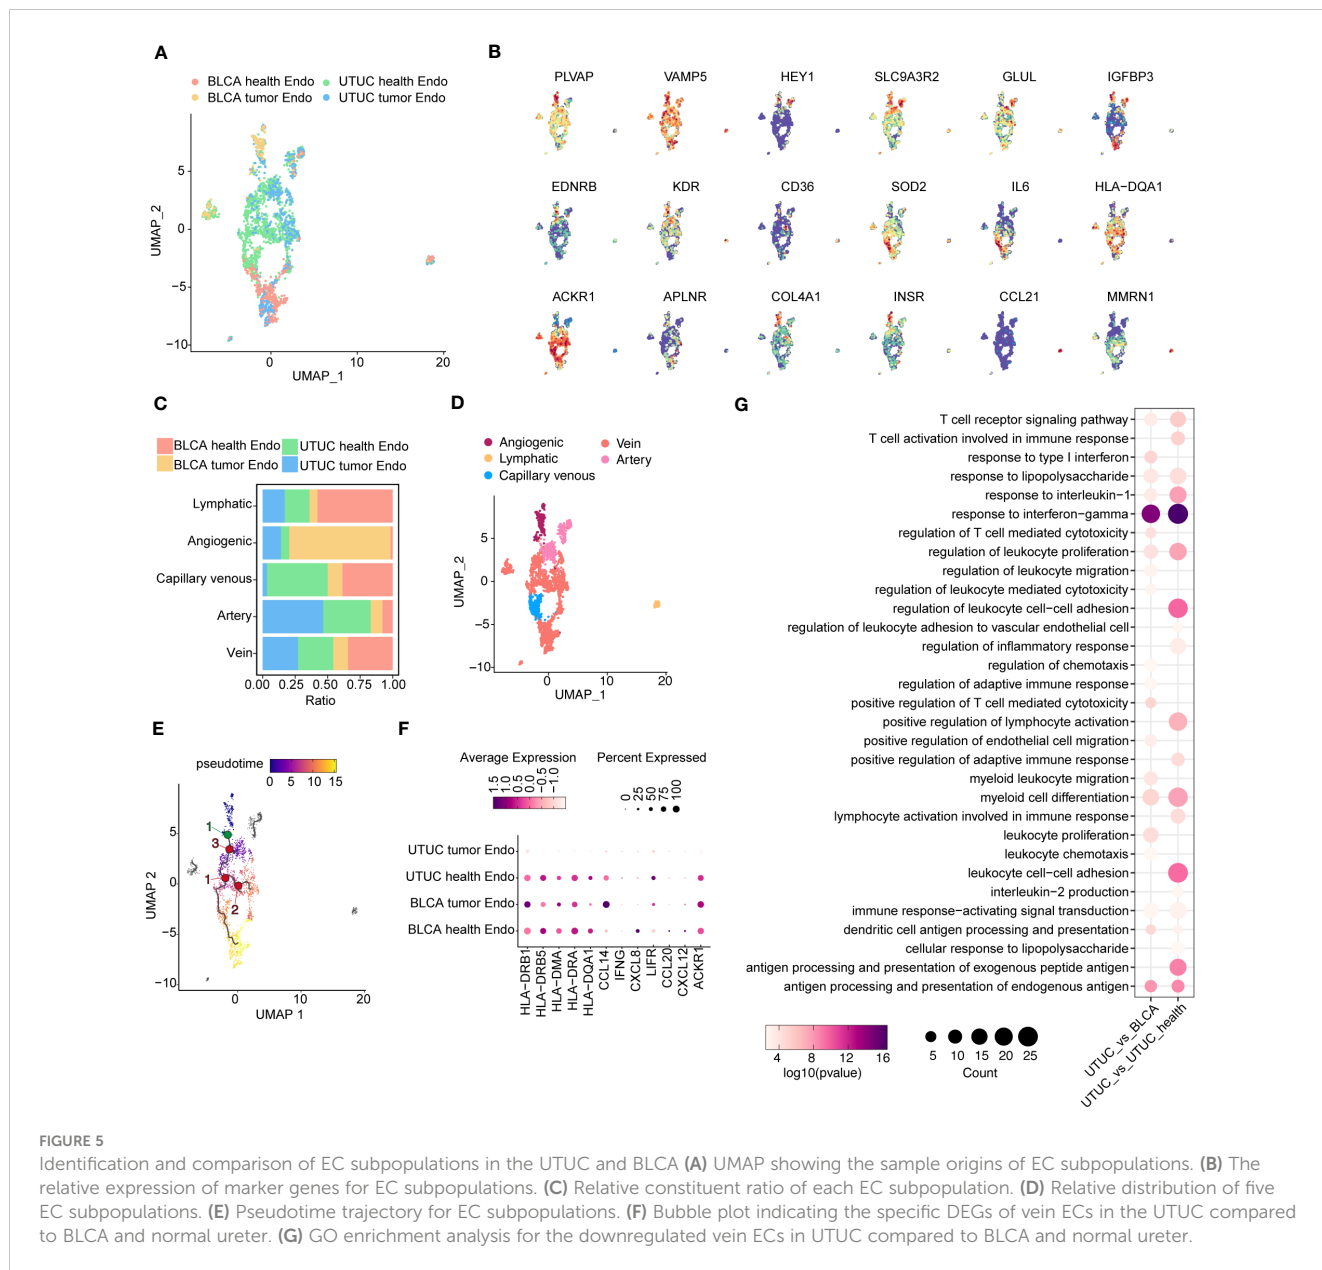 A
BLCA health Endo
UTUC health Endo
BLCA tumor Endo
UTUC tumor Endo
5
0
−5
−10
UMAP_2
0
10
20
UMAP_1
B
PLVAP
VAMP5
HEY1
SLC9A3R2
GLUL
IGFBP3
EDNRB
KDR
CD36
SOD2
IL6
HLA−DQA1
ACKR1
APLNR
COL4A1
INSR
CCL21
MMRN1
C
BLCA health Endo
UTUC health Endo
BLCA tumor Endo
UTUC tumor Endo
Lymphatic
Angiogenic
Capillary venous
Artery
Vein
0.00
0.25
0.50
0.75
1.00
Ratio
D
Angiogenic
Vein
Lymphatic
Artery
Capillary venous
5
0
−5
−10
UMAP_2
0
10
20
UMAP_1
E
pseudotime
0
5
10
15
1
3
1
2
5
0
−5
−10
UMAP 2
0
10
20
UMAP 1
F
Average Expression
1.5
1.0
0.0
−0.5
−1.0
Percent Expressed
0
25
50
75
100
UTUC tumor Endo
UTUC health Endo
BLCA tumor Endo
BLCA health Endo
HLA−DRB1
HLA−DRB5
HLA−DMA
HLA−DRA
HLA−DQA1
CCL14
IFNG
CXCL8
LIFR
CCL20
CXCL12
ACKR1
G
T cell receptor signaling pathway
T cell activation involved in immune response
response to type I interferon
response to lipopolysaccharide
response to interleukin−1
response to interferon−gamma
regulation of T cell mediated cytotoxicity
regulation of leukocyte proliferation
regulation of leukocyte migration
regulation of leukocyte mediated cytotoxicity
regulation of leukocyte cell−cell adhesion
regulation of leukocyte adhesion to vascular endothelial cell
regulation of inflammatory response
regulation of chemotaxis
regulation of adaptive immune response
positive regulation of T cell mediated cytotoxicity
positive regulation of lymphocyte activation
positive regulation of endothelial cell migration
positive regulation of adaptive immune response
myeloid leukocyte migration
myeloid cell differentiation
lymphocyte activation involved in immune response
leukocyte proliferation
leukocyte chemotaxis
leukocyte cell−cell adhesion
interleukin−2 production
immune response−activating signal transduction
dendritic cell antigen processing and presentation
cellular response to lipopolysaccharide
antigen processing and presentation of exogenous peptide antigen
antigen processing and presentation of endogenous antigen
UTUC_vs_BLCA
UTUC_vs_UTUC_health
4
8
12
16
log10(pvalue)
5
10
15
20
25
Count
FIGURE 5
Identification and comparison of EC subpopulations in the UTUC and BLCA (A) UMAP showing the sample origins of EC subpopulations. (B) The
relative expression of marker genes for EC subpopulations. (C) Relative constituent ratio of each EC subpopulation. (D) Relative distribution of five
EC subpopulations. (E) Pseudotime trajectory for EC subpopulations. (F) Bubble plot indicating the specific DEGs of vein ECs in the UTUC compared
to BLCA and normal ureter. (G) GO enrichment analysis for the downregulated vein ECs in UTUC compared to BLCA and normal ureter.